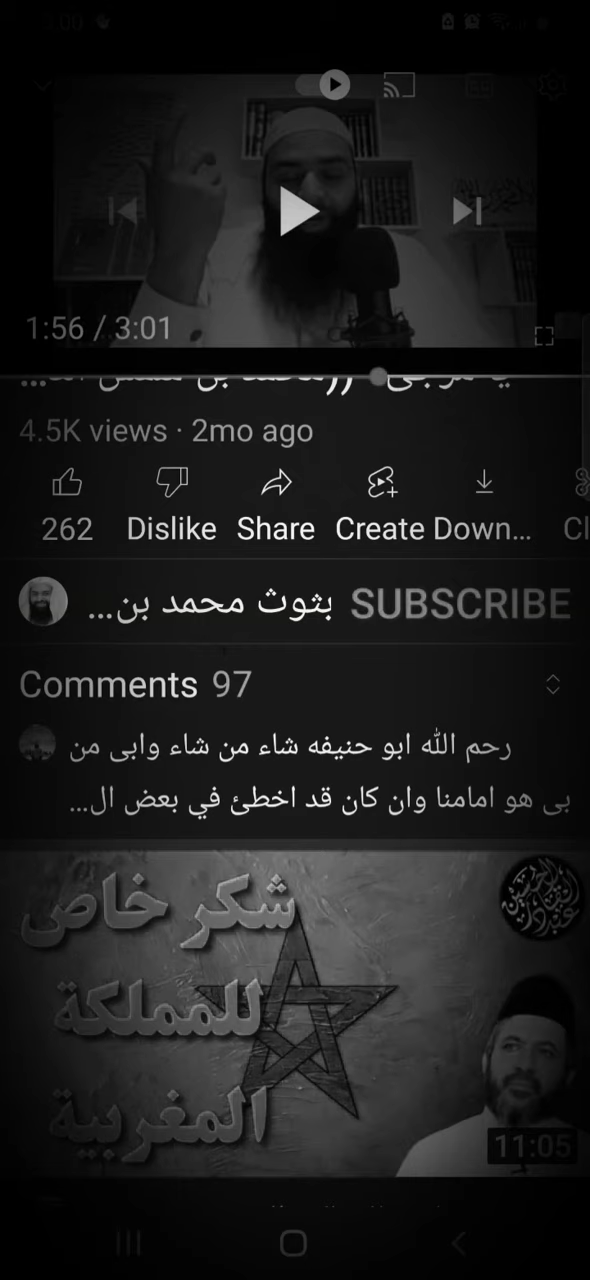 1:56 / 3:01
4.5K views · 2mo ago
262
Dislike
Share
Create
Down...
Cl
بثوث محمد بن...
SUBSCRIBE
Comments 97
رحم الله ابو حنيفه شاء من شاء وابى من
بى هو امامنا وان كان قد اخطئ في بعض ال...
شكر خاص
للمملكة
المغربية
11:05